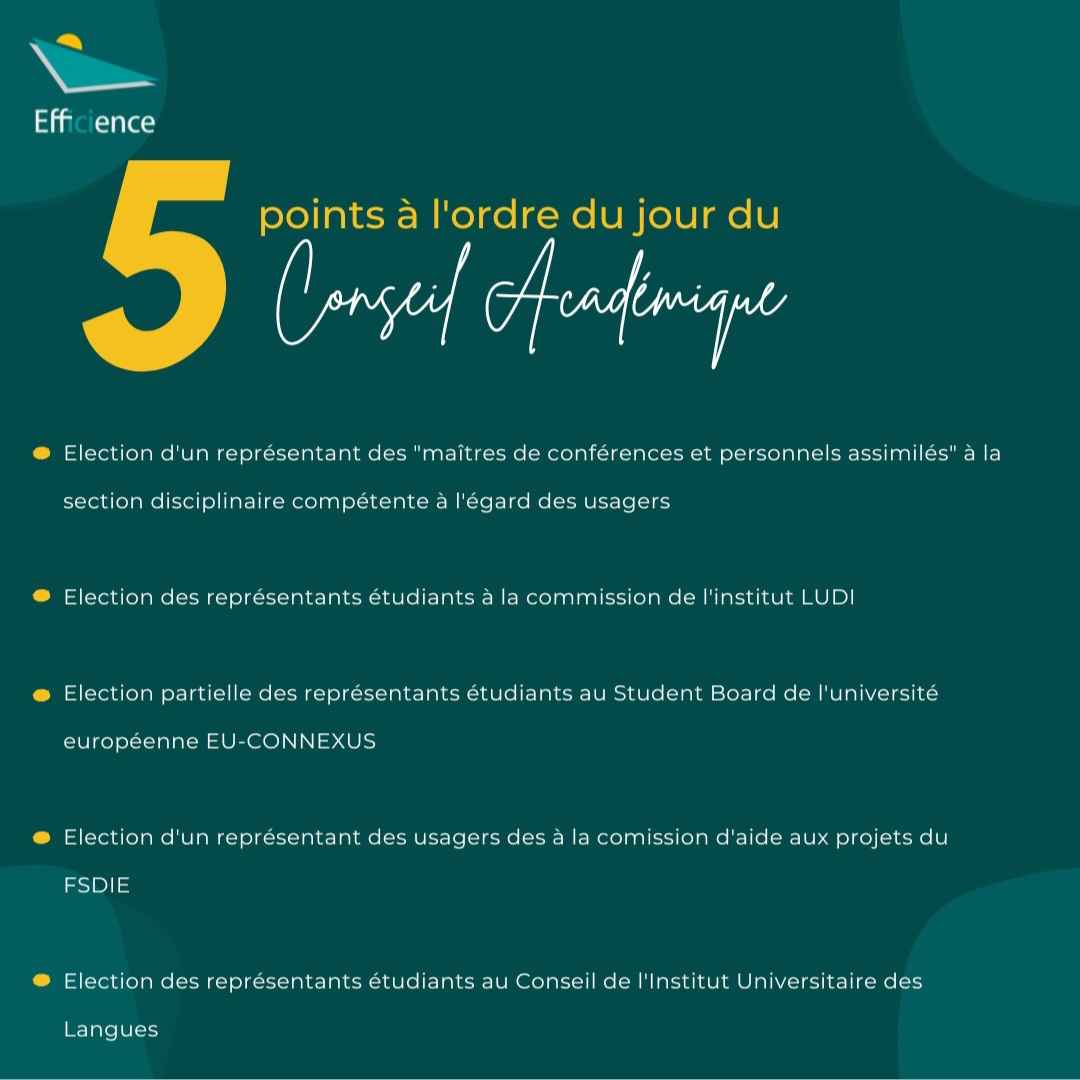 Efficience
5
points à l'ordre du jour du
Conseil Académique
Election d'un représentant des "maîtres de conférences et personnels assimilés" à la
section disciplinaire compétente à l'égard des usagers
Election des représentants étudiants à la commission de l'institut LUDI
Election partielle des représentants étudiants au Student Board de l'université
européenne EU-CONNEXUS
Election d'un représentant des usagers des à la comission d'aide aux projets du
FSDIE
Election des représentants étudiants au Conseil de l'Institut Universitaire des
Langues